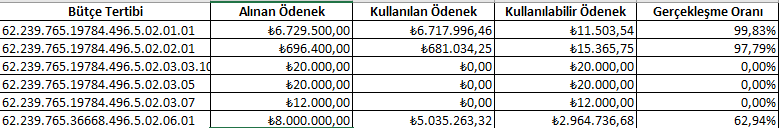 Bütçe Tertibi Alınan Ödenek Kullanılan Ödenek Kullanılabilir Ödenek Gerçekleşme Oranı
62.239.765.19784.496.5.02.01.01 ₺6.729.500,00 ₺6.717.996,46 ₺11.503,54 99,83%
62.239.765.19784.496.5.02.02.01 ₺696.400,00 ₺681.034,25 ₺15.365,75 97,79%
62.239.765.19784.496.5.02.03.03.10 ₺20.000,00 ₺0,00 ₺20.000,00 0,00%
62.239.765.19784.496.5.02.03.05 ₺20.000,00 ₺0,00 ₺20.000,00 0,00%
62.239.765.19784.496.5.02.03.07 ₺12.000,00 ₺0,00 ₺12.000,00 0,00%
62.239.765.36668.496.5.02.06.01 ₺8.000.000,00 ₺5.035.263,32 ₺2.964.736,68 62,94%